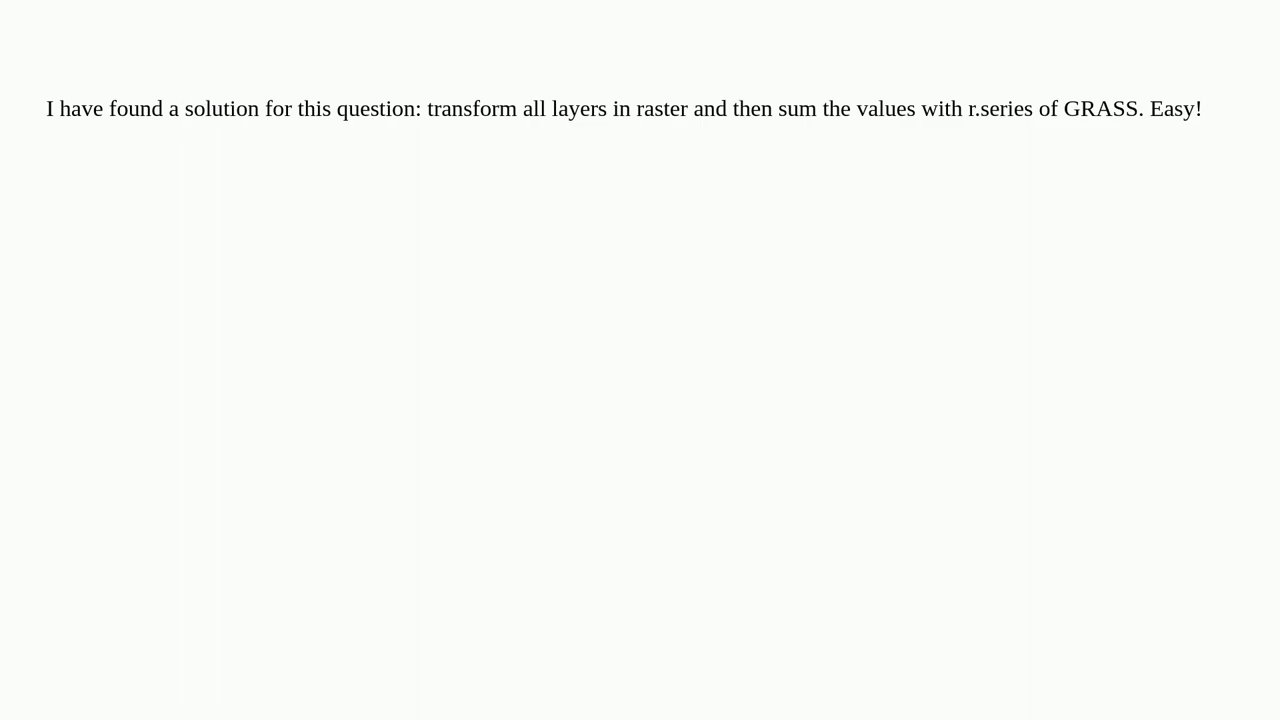 I have found a solution for this question: transform all layers in raster and then sum the values with r.series of GRASS. Easy!